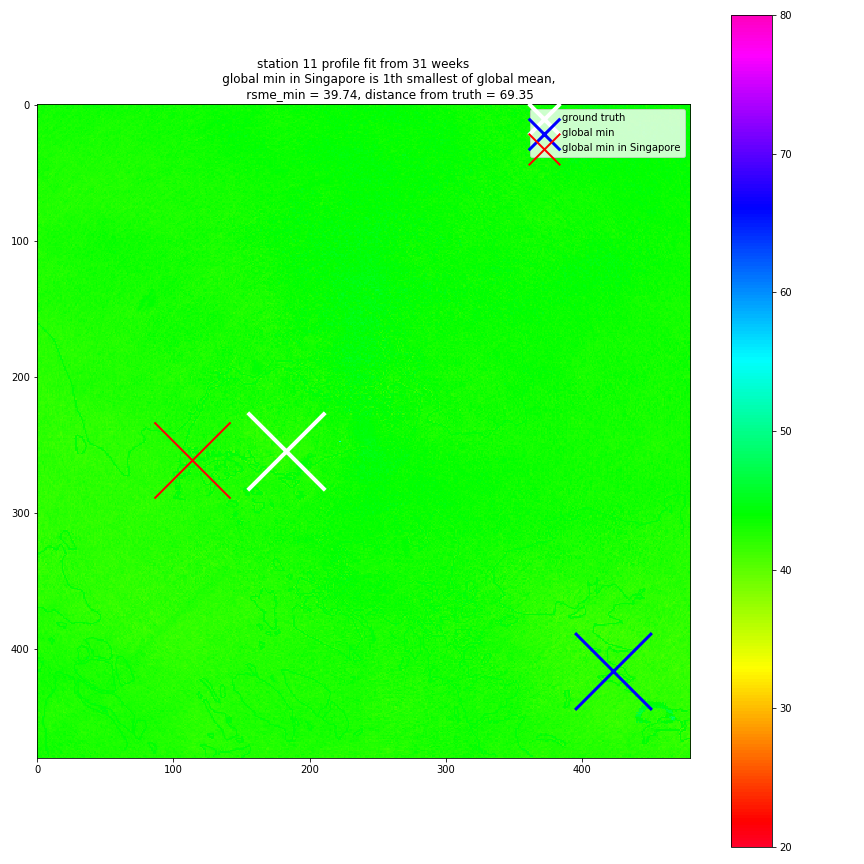 station 11 profile fit from 31 weeks
global min in Singapore is 1th smallest of global mean,
rsme_min = 39.74, distance from truth = 69.35
ground truth
global min
global min in Singapore
0
100
200
300
400
0 100 200 300 400
80
70
60
50
40
30
20